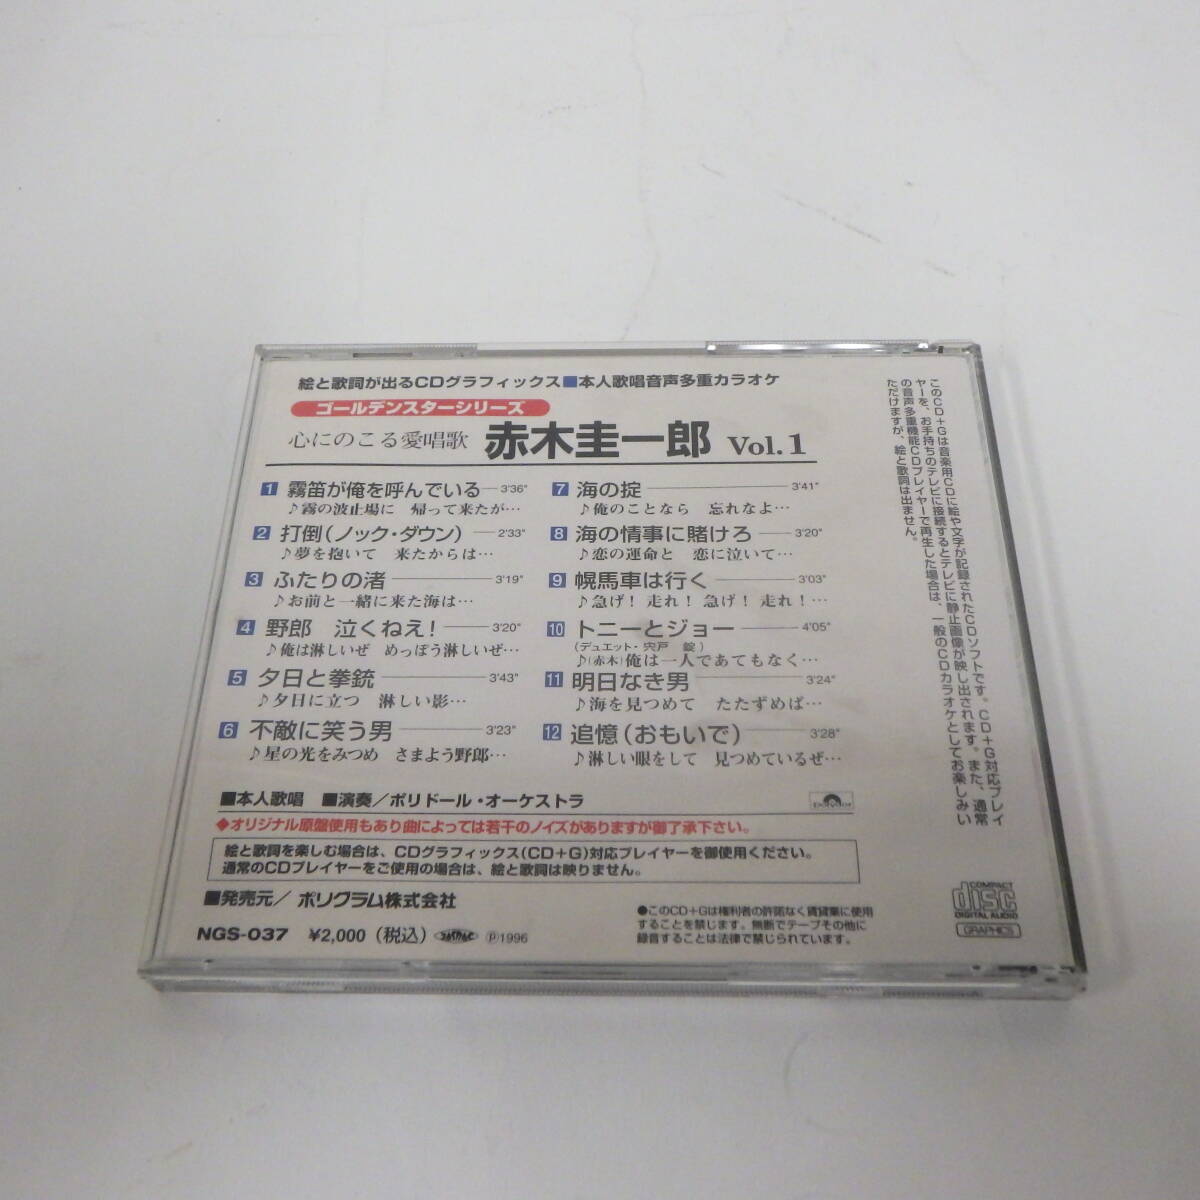 絵と歌詞が出るCDグラフィックス■本人歌唱音声多重カラオケ
ゴールデンスターシリーズ
心にのこる愛唱歌 赤木圭一郎 Vol.1
1 霧笛が俺を呼んでいる 3'36"
♪霧の波止場に 帰って来たが…
2 打倒(ノック・ダウン) 2'33"
♪夢を抱いて 来たからは…
3 ふたりの渚 3'19"
♪お前と一緒に来た海は…
4 野郎 泣くねえ! 3'20"
♪俺は淋しいぜ めっぽう淋しいぜ…
5 夕日と拳銃 3'43"
♪夕日に立つ 淋しい影…
6 不敵に笑う男 3'23"
♪星の光をみつめ さまよう野郎…
7 海の掟 3'41"
♪俺のことなら 忘れなよ…
8 海の情事に賭けろ 3'20"
♪恋の運命と 恋に泣いて…
9 幌馬車は行く 3'03"
♪急げ! 走れ! 急げ! 走れ!…
10 トニーとジョー 4'05"
(デュエット・宍戸 錠)
♪(赤木)俺は一人であてもなく…
11 明日なき男 3'24"
♪海を見つめて たたずめば…
12 追憶(おもいで) 3'28"
♪淋しい眼をして 見つめているぜ…
■本人歌唱 ■演奏/ポリドール・オーケストラ
Polydor
◆オリジナル原盤使用もあり曲によっては若干のノイズがありますが御了承下さい。
絵と歌詞を楽しむ場合は、CDグラフィックス(CD+G)対応プレイヤーを御使用ください。
通常のCDプレイヤーをご使用の場合は、絵と歌詞は映りません。
■発売元/ポリグラム株式会社
NGS-037 ¥2,000(税込) ℗1996
●このCD+Gは権利者の許諾なく賃貸業に使用
することを禁じます。無断でテープその他に
録音することは法律で禁じられています。
このCD+Gは音楽用CDに絵や文字が記録されたCDソフトです。CD+G対応プレイ
ヤーを、お手持ちのテレビに接続するとテレビに静止画像が映し出されます。また、通常
の音声多重機能CDプレイヤーで再生した場合は、一般のCDカラオケとしてお楽しみい
ただけますが、絵と歌詞は出ません。
COMPACT
disc
DIGITAL AUDIO
GRAPHICS